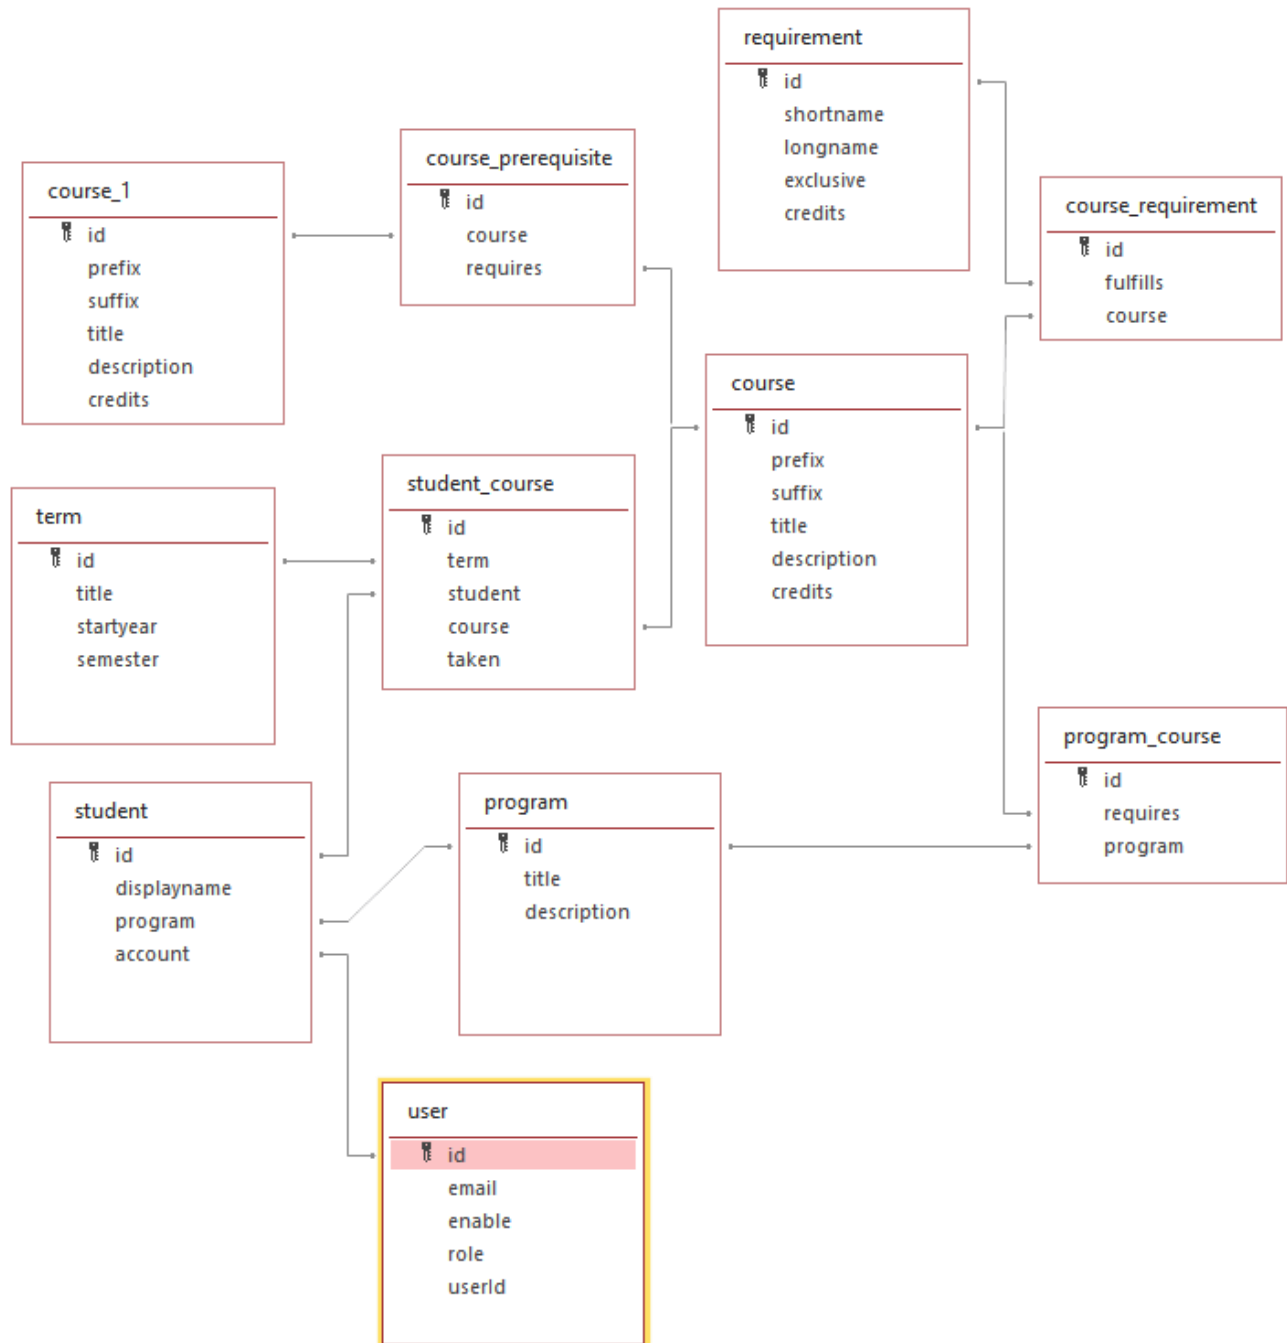 requirement
id
shortname
longname
exclusive
credits
course_prerequisite
id
course
requires
course_1
id
prefix
suffix
title
description
credits
course_requirement
id
fulfills
course
course
id
prefix
suffix
title
description
credits
student_course
id
term
student
course
taken
term
id
title
startyear
semester
program_course
id
requires
program
student
id
displayname
program
account
program
id
title
description
user
id
email
enable
role
userId